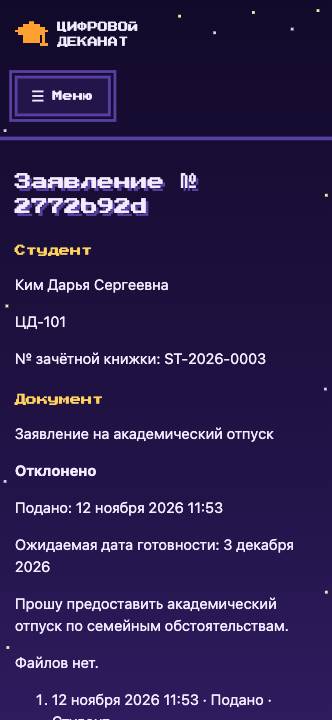 ЦИФРОВОЙ
ДЕКАНАТ
☰ Меню
Заявление №
2772b92d
Студент
Ким Дарья Сергеевна
ЦД-101
№ зачётной книжки: ST-2026-0003
Документ
Заявление на академический отпуск
Отклонено
Подано: 12 ноября 2026 11:53
Ожидаемая дата готовности: 3 декабря
2026
Прошу предоставить академический
отпуск по семейным обстоятельствам.
Файлов нет.
1. 12 ноября 2026 11:53 · Подано ·
Студент